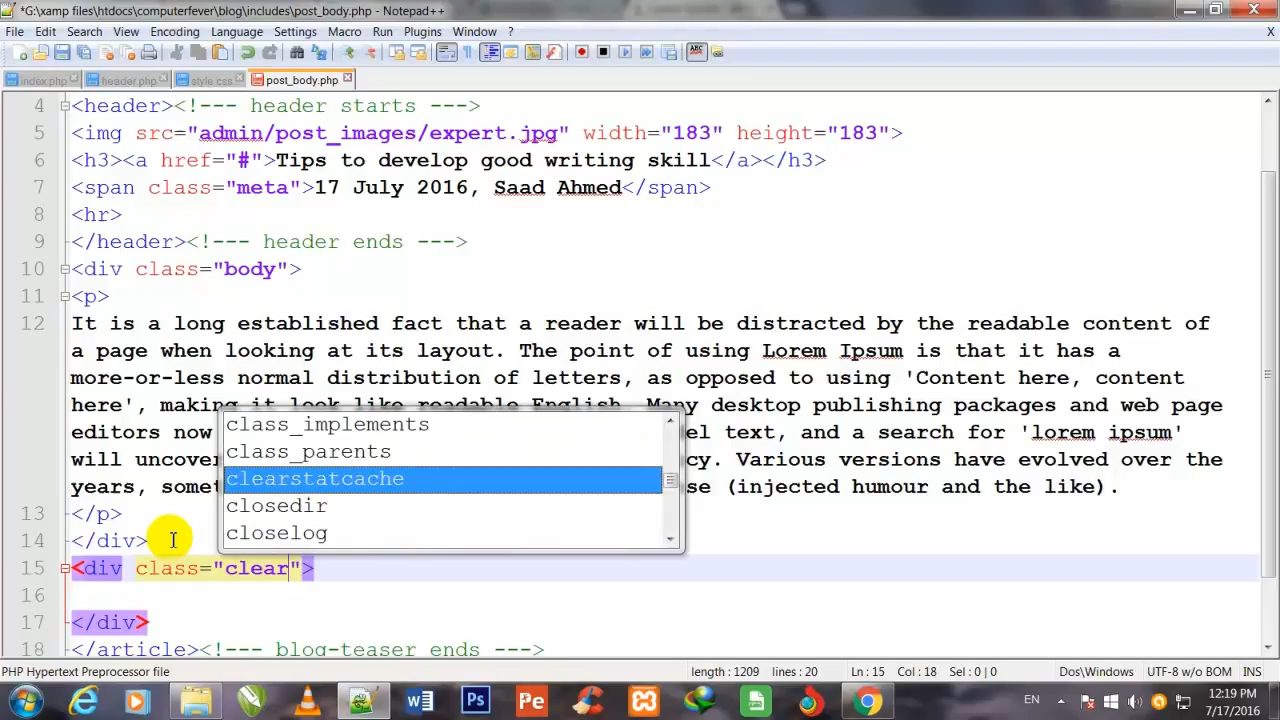 *G:\xamp files\htdocs\computerfever\blog\includes\post_body.php - Notepad++
File Edit Search View Encoding Language Settings Macro Run Plugins Window ? X
index.php header.php style.css post_body.php
4 <header><!--- header starts --->
5 <img src="admin/post_images/expert.jpg" width="183" height="183">
6 <h3><a href="#">Tips to develop good writing skill</a></h3>
7 <span class="meta">17 July 2016, Saad Ahmed</span>
8 <hr>
9 </header><!--- header ends --->
10 <div class="body">
11 <p>
12 It is a long established fact that a reader will be distracted by the readable content of
a page when looking at its layout. The point of using Lorem Ipsum is that it has a
more-or-less normal distribution of letters, as opposed to using 'Content here, content
here', making it look like readable English. Many desktop publishing packages and web page
editors now el text, and a search for 'lorem ipsum'
will uncover cy. Various versions have evolved over the
years, somet se (injected humour and the like).
class_implements
class_parents
clearstatcache
closedir
closelog
13 </p>
14 </div>
15 <div class="clear">
16
17 </div>
18 </article><!--- blog-teaser ends --->
PHP Hypertext Preprocessor file length : 1209 lines : 20 Ln : 15 Col : 18 Sel : 0 | 0 Dos\Windows UTF-8 w/o BOM INS
EN 12:19 PM
7/17/2016